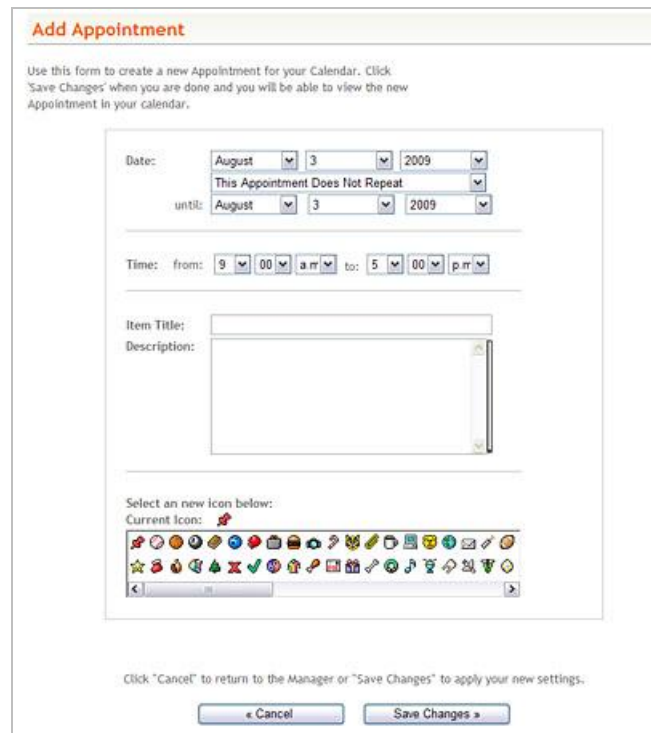 Add Appointment
Use this form to create a new Appointment for your Calendar. Click
'Save Changes' when you are done and you will be able to view the new
Appointment in your calendar.
Date: August 3 2009
This Appointment Does Not Repeat
until: August 3 2009
Time: from: 9 00 a.m to: 5 00 p.m
Item Title:
Description:
Select an new icon below:
Current Icon:
Click "Cancel" to return to the Manager or "Save Changes" to apply your new settings.
« Cancel Save Changes »